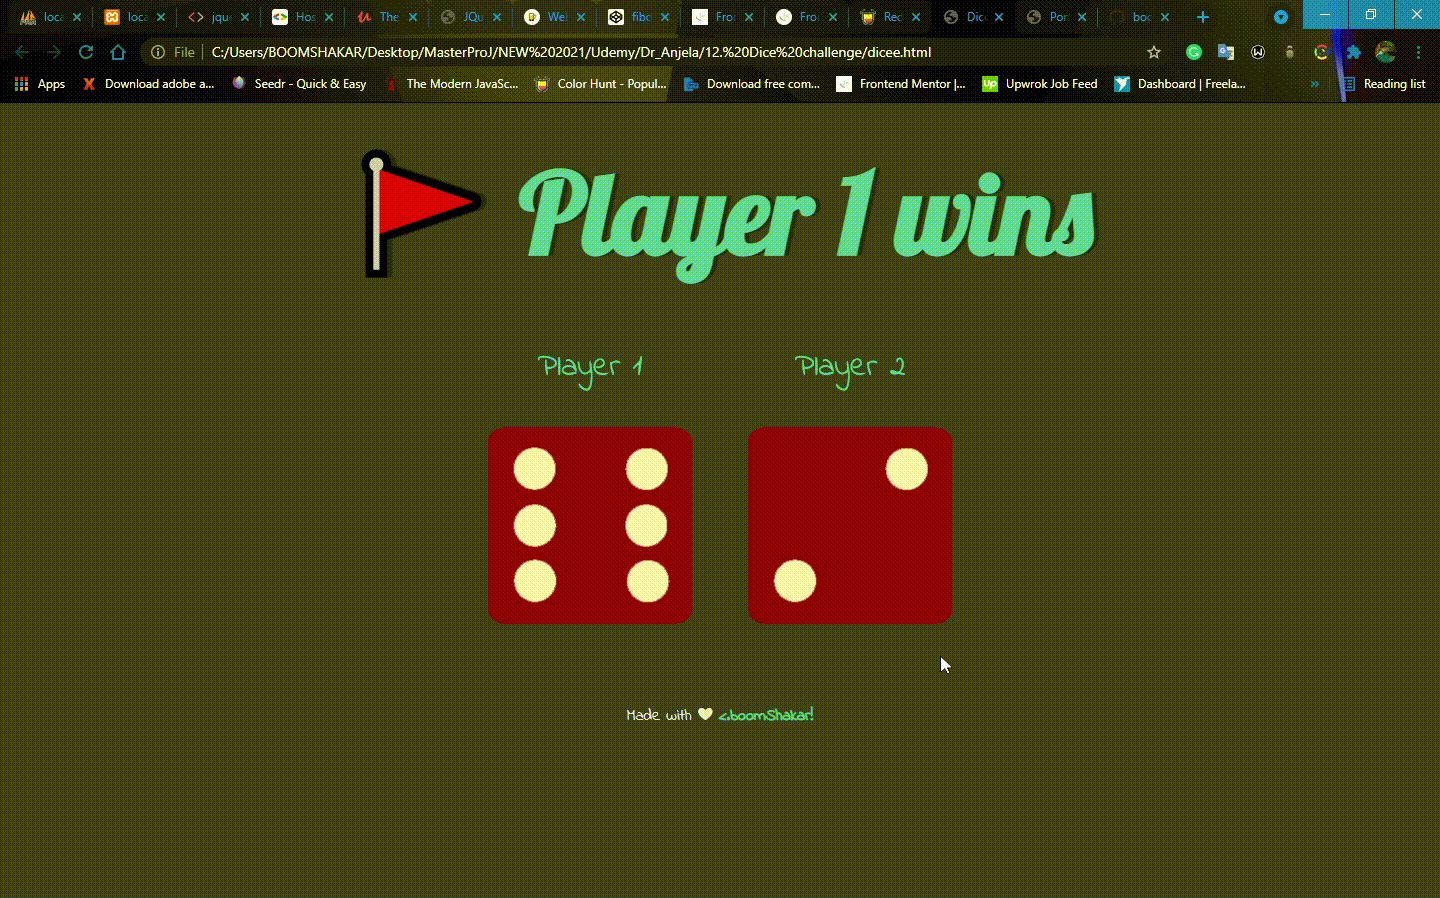 loca loca jqu Hos The JQu Wel fibo Fro Fro Rec Dice Por boo
File C:/Users/BOOMSHAKAR/Desktop/MasterProJ/NEW%202021/Udemy/Dr_Anjela/12.%20Dice%20challenge/dicee.html
Apps Download adobe a... Seedr - Quick & Easy The Modern JavaSc... Color Hunt - Popul... Download free com... Frontend Mentor |... Upwrok Job Feed Dashboard | Freela... » Reading list
Player 1 wins
Player 1 Player 2
Made with <.boomShakar!